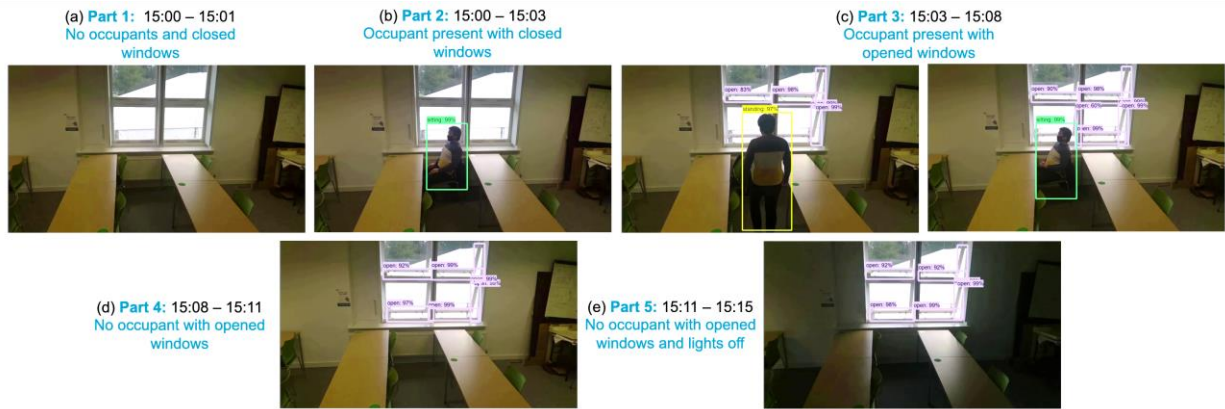 (a) Part 1: 15:00 – 15:01
No occupants and closed
windows
(b) Part 2: 15:00 – 15:03
Occupant present with closed
windows
(c) Part 3: 15:03 – 15:08
Occupant present with
opened windows
sitting: 99%
open: 83%
open: 98%
open: 99%
standing: 97%
open: 90%
open: 98%
open: 99%
sitting: 99%
open: 99%
(d) Part 4: 15:08 – 15:11
No occupant with opened
windows
open: 92%
open: 99%
open: 97%
open: 99%
(e) Part 5: 15:11 – 15:15
No occupant with opened
windows and lights off
open: 92%
open: 92%
open: 99%
open: 98%
open: 99%